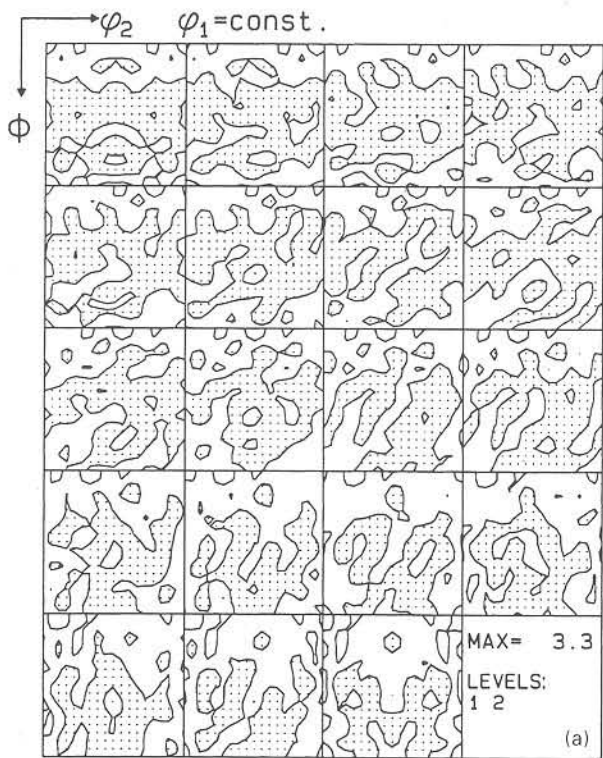 φ2 φ1=const.
Φ
MAX= 3.3
LEVELS:
1 2
(a)